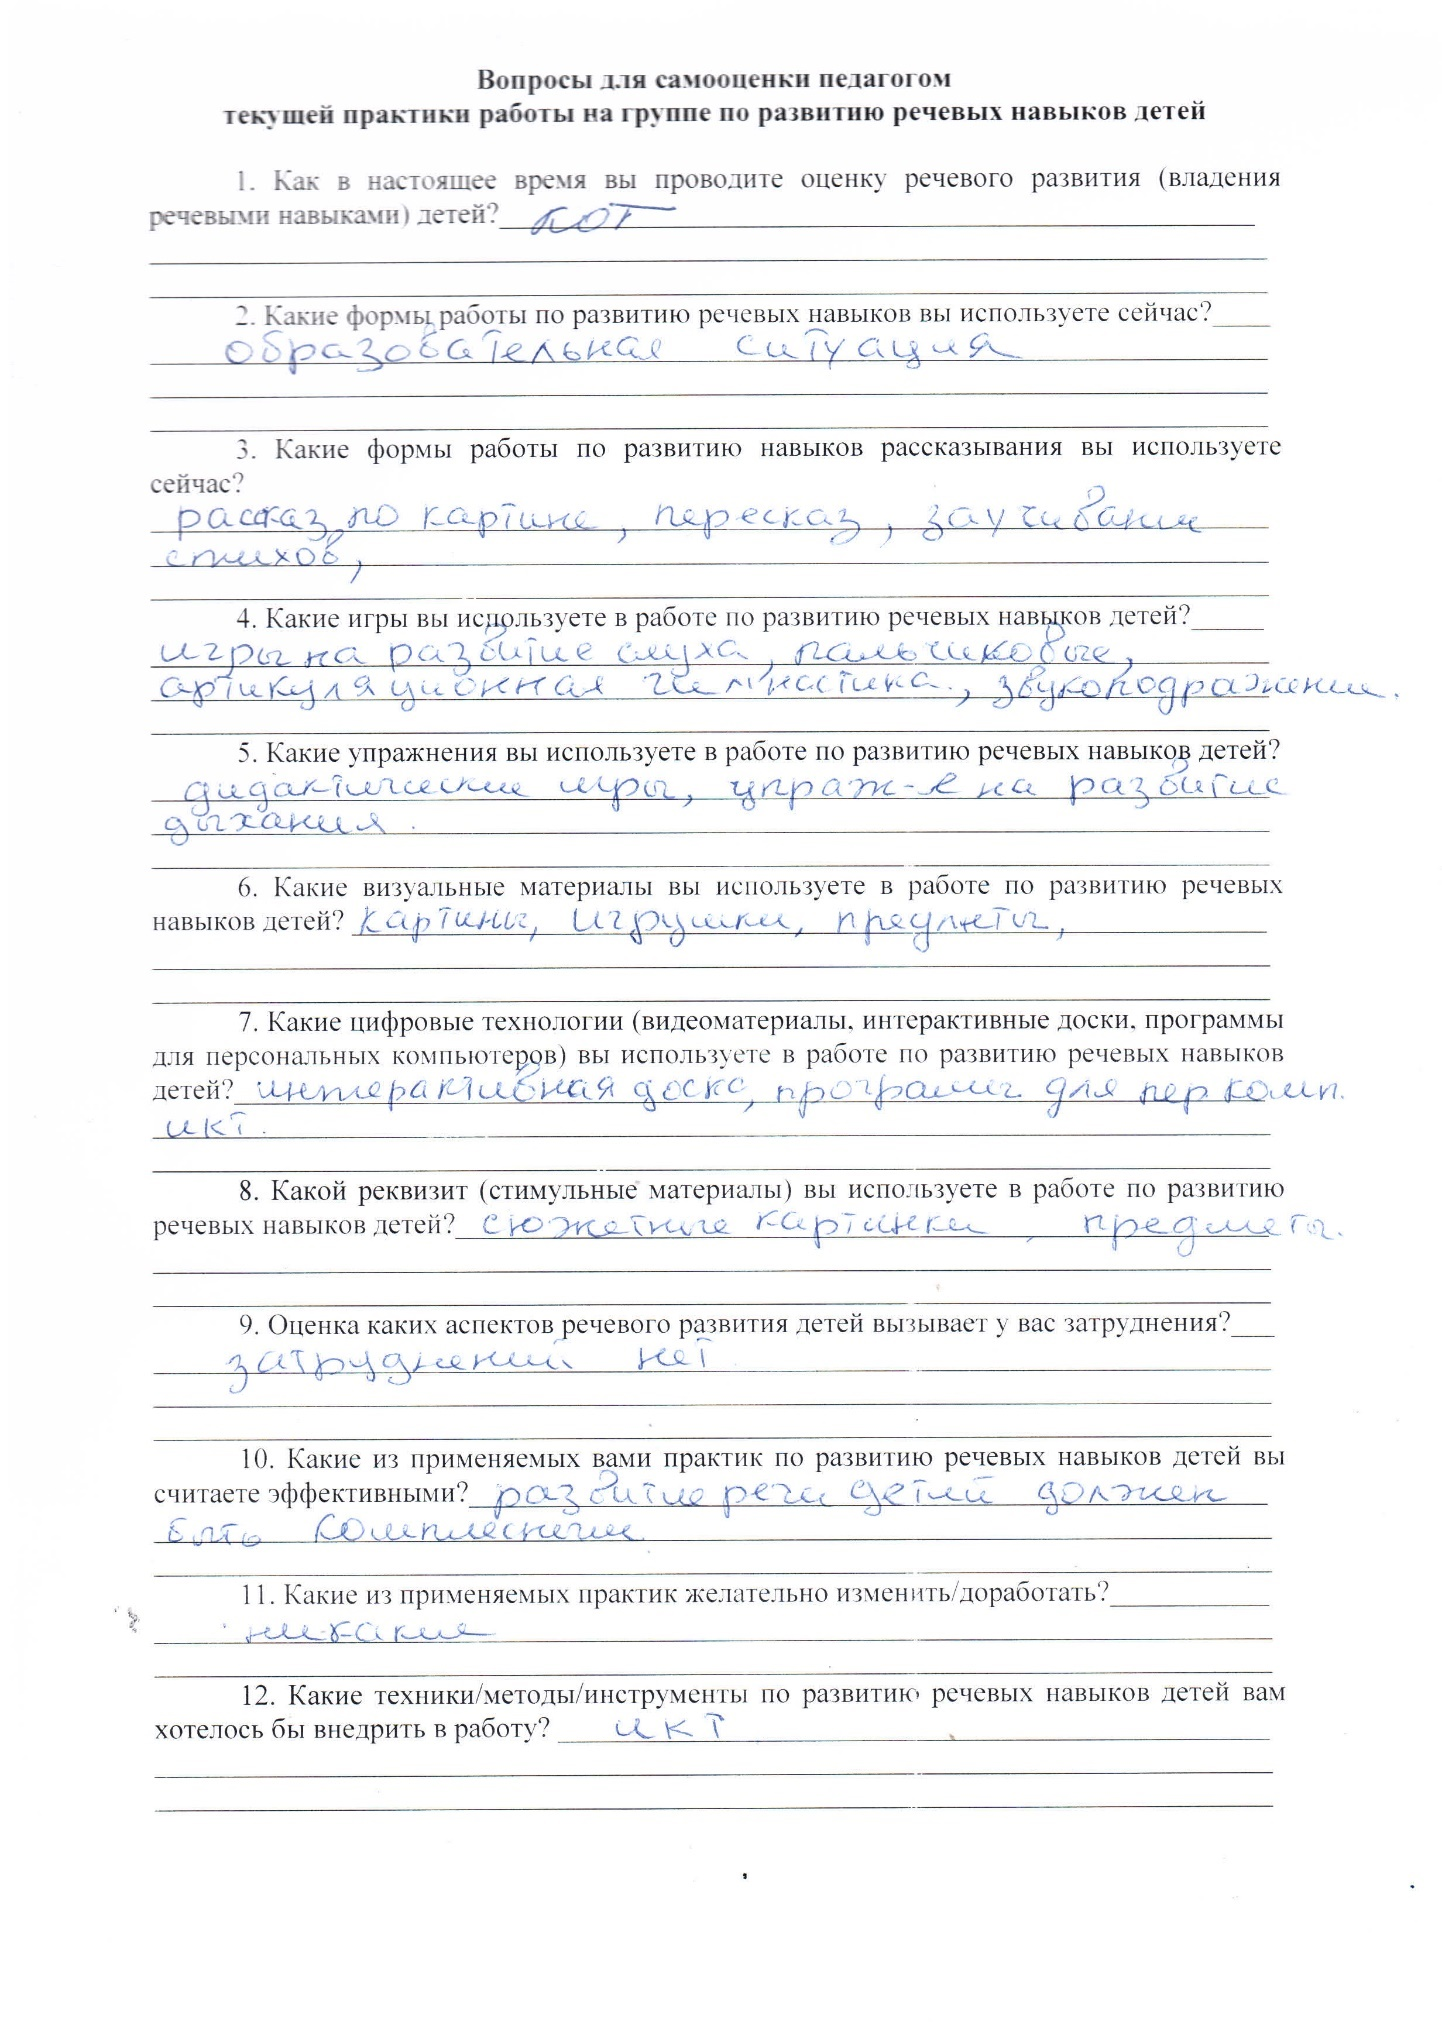 Вопросы для самооценки педагогом
текущей практики работы на группе по развитию речевых навыков детей
1. Как в настоящее время вы проводите оценку речевого развития (владения
речевыми навыками) детей? КОТ
2. Какие формы работы по развитию речевых навыков вы используете сейчас?
образовательная ситуация
3. Какие формы работы по развитию навыков рассказывания вы используете
сейчас?
рассказ по картине, пересказ, заучивание
стихов,
4. Какие игры вы используете в работе по развитию речевых навыков детей?
игры на развитие слуха, пальчиковые,
артикуляционная гимнастика, звукоподражение.
5. Какие упражнения вы используете в работе по развитию речевых навыков детей?
дидактические игры, упраж-е на развитие
дыхания.
6. Какие визуальные материалы вы используете в работе по развитию речевых
навыков детей? картины, игрушки, предметы,
7. Какие цифровые технологии (видеоматериалы, интерактивные доски, программы
для персональных компьютеров) вы используете в работе по развитию речевых навыков
детей? интерактивная доска, программ. для пер комп.
икт.
8. Какой реквизит (стимульные материалы) вы используете в работе по развитию
речевых навыков детей? сюжетные картинки, предметы.
9. Оценка каких аспектов речевого развития детей вызывает у вас затруднения?
затруднений нет
10. Какие из применяемых вами практик по развитию речевых навыков детей вы
считаете эффективными? развитие речи детей должен
быть комплесным
11. Какие из применяемых практик желательно изменить/доработать?
никакие
12. Какие техники/методы/инструменты по развитию речевых навыков детей вам
хотелось бы внедрить в работу? икт